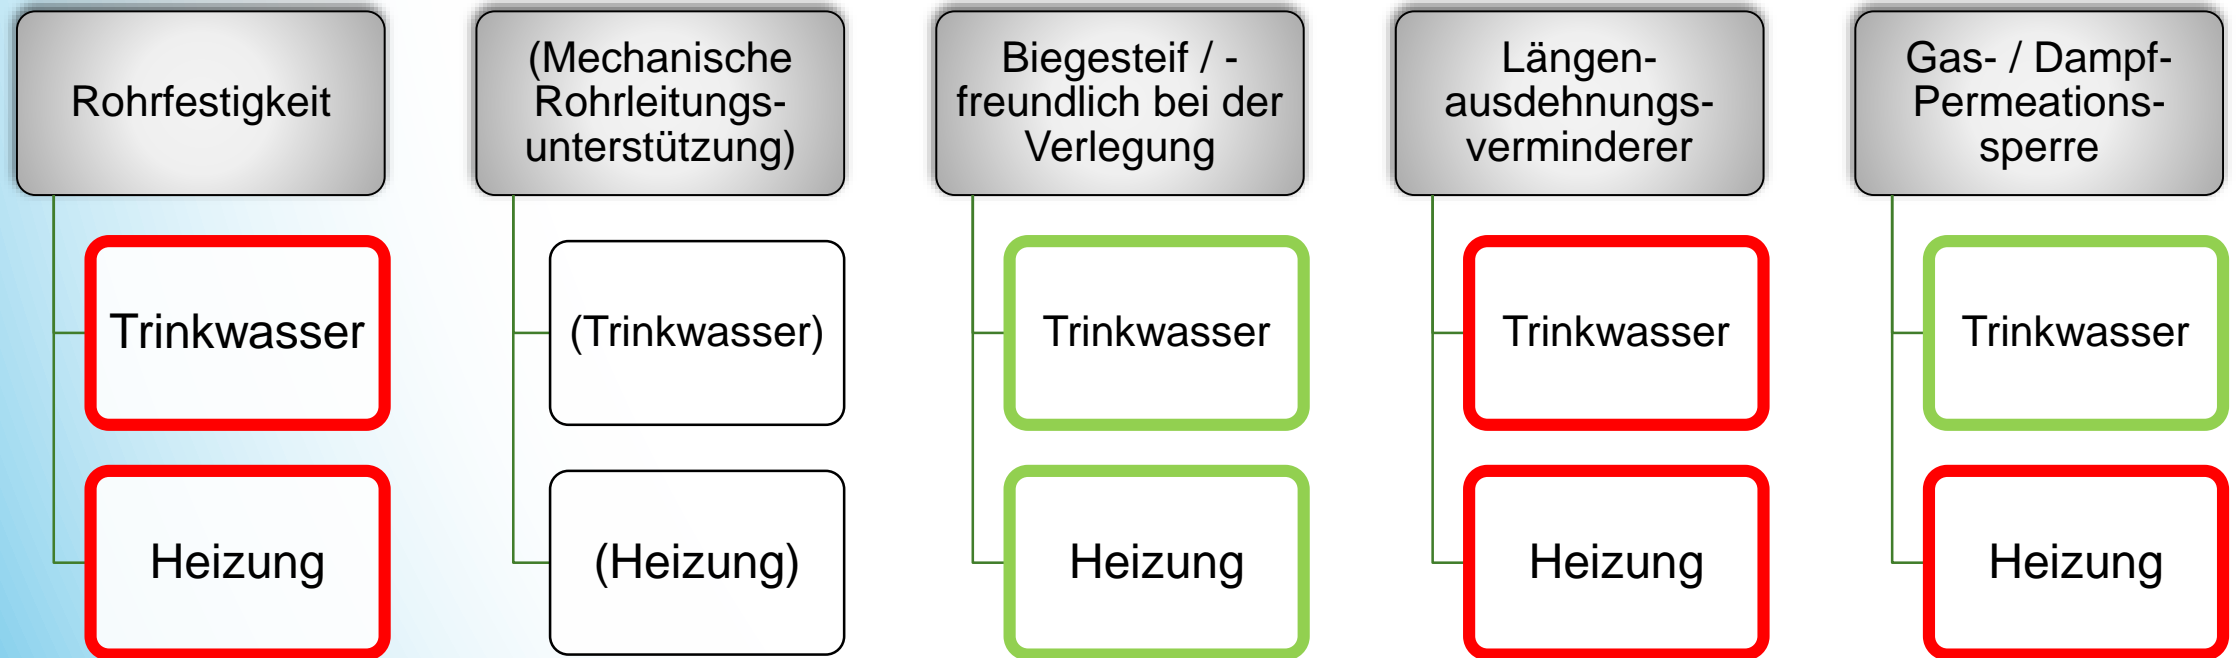 Rohrfestigkeit
(Mechanische
Rohrleitungs-
unterstützung)
Biegesteif / -
freundlich bei der
Verlegung
Längen-
ausdehnungs-
verminderer
Gas- / Dampf-
Permeations-
sperre
Trinkwasser
(Trinkwasser)
Trinkwasser
Trinkwasser
Trinkwasser
Heizung
(Heizung)
Heizung
Heizung
Heizung